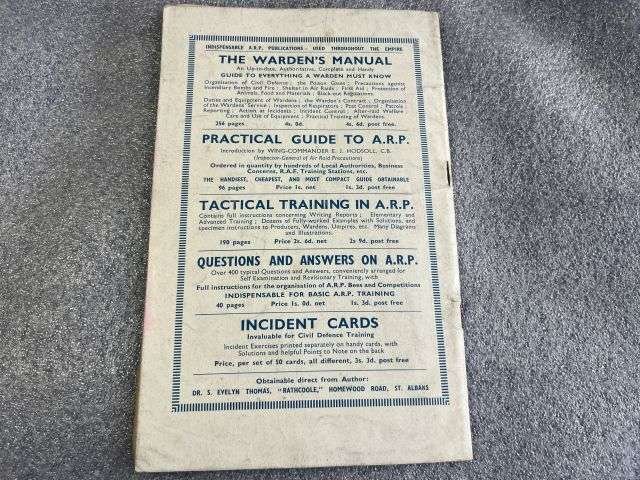 INDISPENSABLE A.R.P. PUBLICATIONS : USED THROUGHOUT THE EMPIRE
THE WARDEN'S MANUAL
An Up-to-date, Authoritative, Complete and Handy
GUIDE TO EVERYTHING A WARDEN MUST KNOW
Organisation of Civil Defence ; the Poison Gases ; Precautions against
Incendiary Bombs and Fire ; Shelter in Air Raids ; First Aid ; Protection of
Animals, Food and Materials ; Black-out Regulations
Duties and Equipment of Wardens ; the Warden's Contract ; Organisation
of the Wardens' Service ; Inspection of Respirators ; Post Control ; Patrols
Reporting ; Action at Incidents ; Incident Control ; After-raid Welfare
Care and Use of Equipment ; Practical Training of Wardens
256 pages 4s. 0d. 4s. 6d. post free.
PRACTICAL GUIDE TO A.R.P.
Introduction by WING-COMMANDER E. J. HODSOLL, C.B.
(Inspector-General of Air Raid Precautions)
Ordered in quantity by hundreds of Local Authorities, Business
Concerns, R.A.F. Training Stations, etc.
THE HANDIEST, CHEAPEST, AND MOST COMPACT GUIDE OBTAINABLE
96 pages Price 1s. net 1s. 3d. post free
TACTICAL TRAINING IN A.R.P.
Contains full instructions concerning Writing Reports ; Elementary and
Advanced Training ; Dozens of Fully-worked Examples with Solutions, and
specimen instructions to Producers, Wardens, Umpires, etc. Many Diagrams
and Illustrations.
190 pages Price 2s. 6d. net 2s 9d. post free
QUESTIONS AND ANSWERS ON A.R.P.
Over 400 typical Questions and Answers, conveniently arranged for
Self Examination and Revisionary Training, with
Full instructions for the organisation of A.R.P. Bees and Competitions
INDISPENSABLE FOR BASIC A.R.P. TRAINING
40 pages Price 1s. 0d. net 1s. 3d. post free
INCIDENT CARDS
Invaluable for Civil Defence Training
Incident Exercises printed separately on handy cards, with
Solutions and helpful Points to Note on the back
Price, per set of 50 cards, all different, 3s. 3d. post free
Obtainable direct from Author:
DR. S. EVELYN THOMAS, "RATHCOOLE," HOMEWOOD ROAD, ST. ALBANS